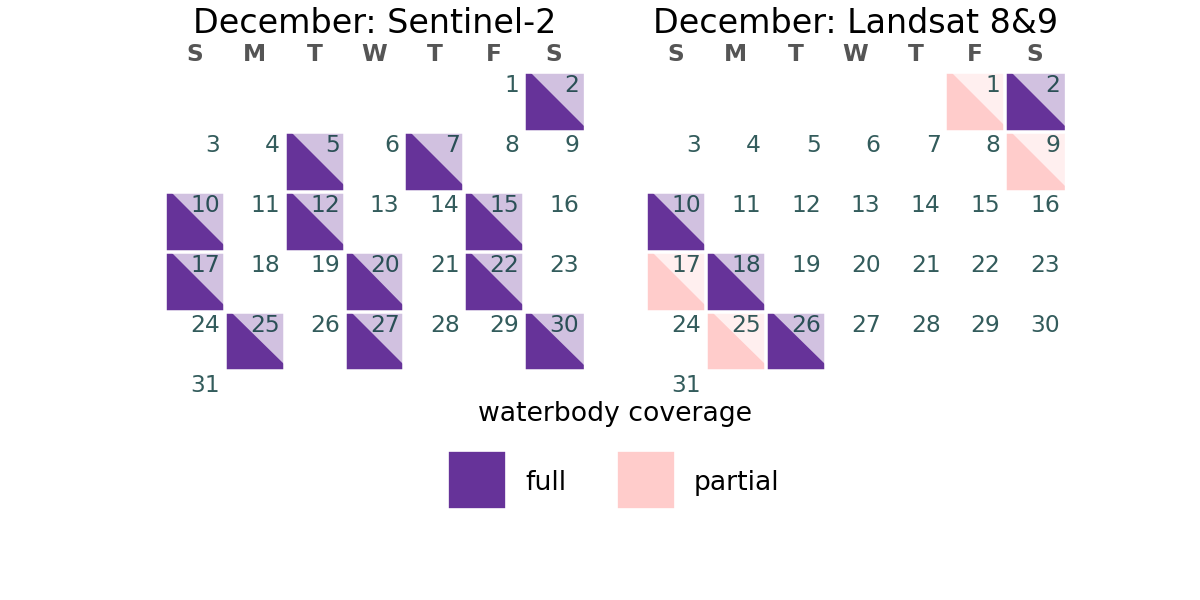 December: Sentinel-2
S M T W T F S
1 2
3 4 5 6 7 8 9
10 11 12 13 14 15 16
17 18 19 20 21 22 23
24 25 26 27 28 29 30
31
December: Landsat 8&9
S M T W T F S
1 2
3 4 5 6 7 8 9
10 11 12 13 14 15 16
17 18 19 20 21 22 23
24 25 26 27 28 29 30
31
waterbody coverage
full partial